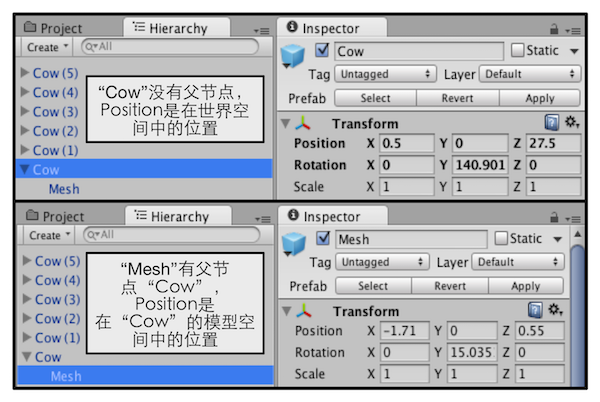 Project
Hierarchy
Create
All
Cow (5)
Cow (4)
Cow (3)
Cow (2)
Cow (1)
Cow
Mesh
“Cow”没有父节点，
Position是在世界空
间中的位置
Inspector
Cow
Static
Tag Untagged Layer Default
Prefab Select Revert Apply
Transform
Position X 0.5 Y 0 Z 27.5
Rotation X 0 Y 140.901 Z 0
Scale X 1 Y 1 Z 1
Project
Hierarchy
Create
All
Cow (5)
Cow (4)
Cow (3)
Cow (2)
Cow (1)
Cow
Mesh
“Mesh”有父节
点“Cow”，
Position是
在“Cow”的模型空
间中的位置
Inspector
Mesh
Static
Tag Untagged Layer Default
Prefab Select Revert Apply
Transform
Position X -1.71 Y 0 Z 0.55
Rotation X 0 Y 15.035 Z 0
Scale X 1 Y 1 Z 1